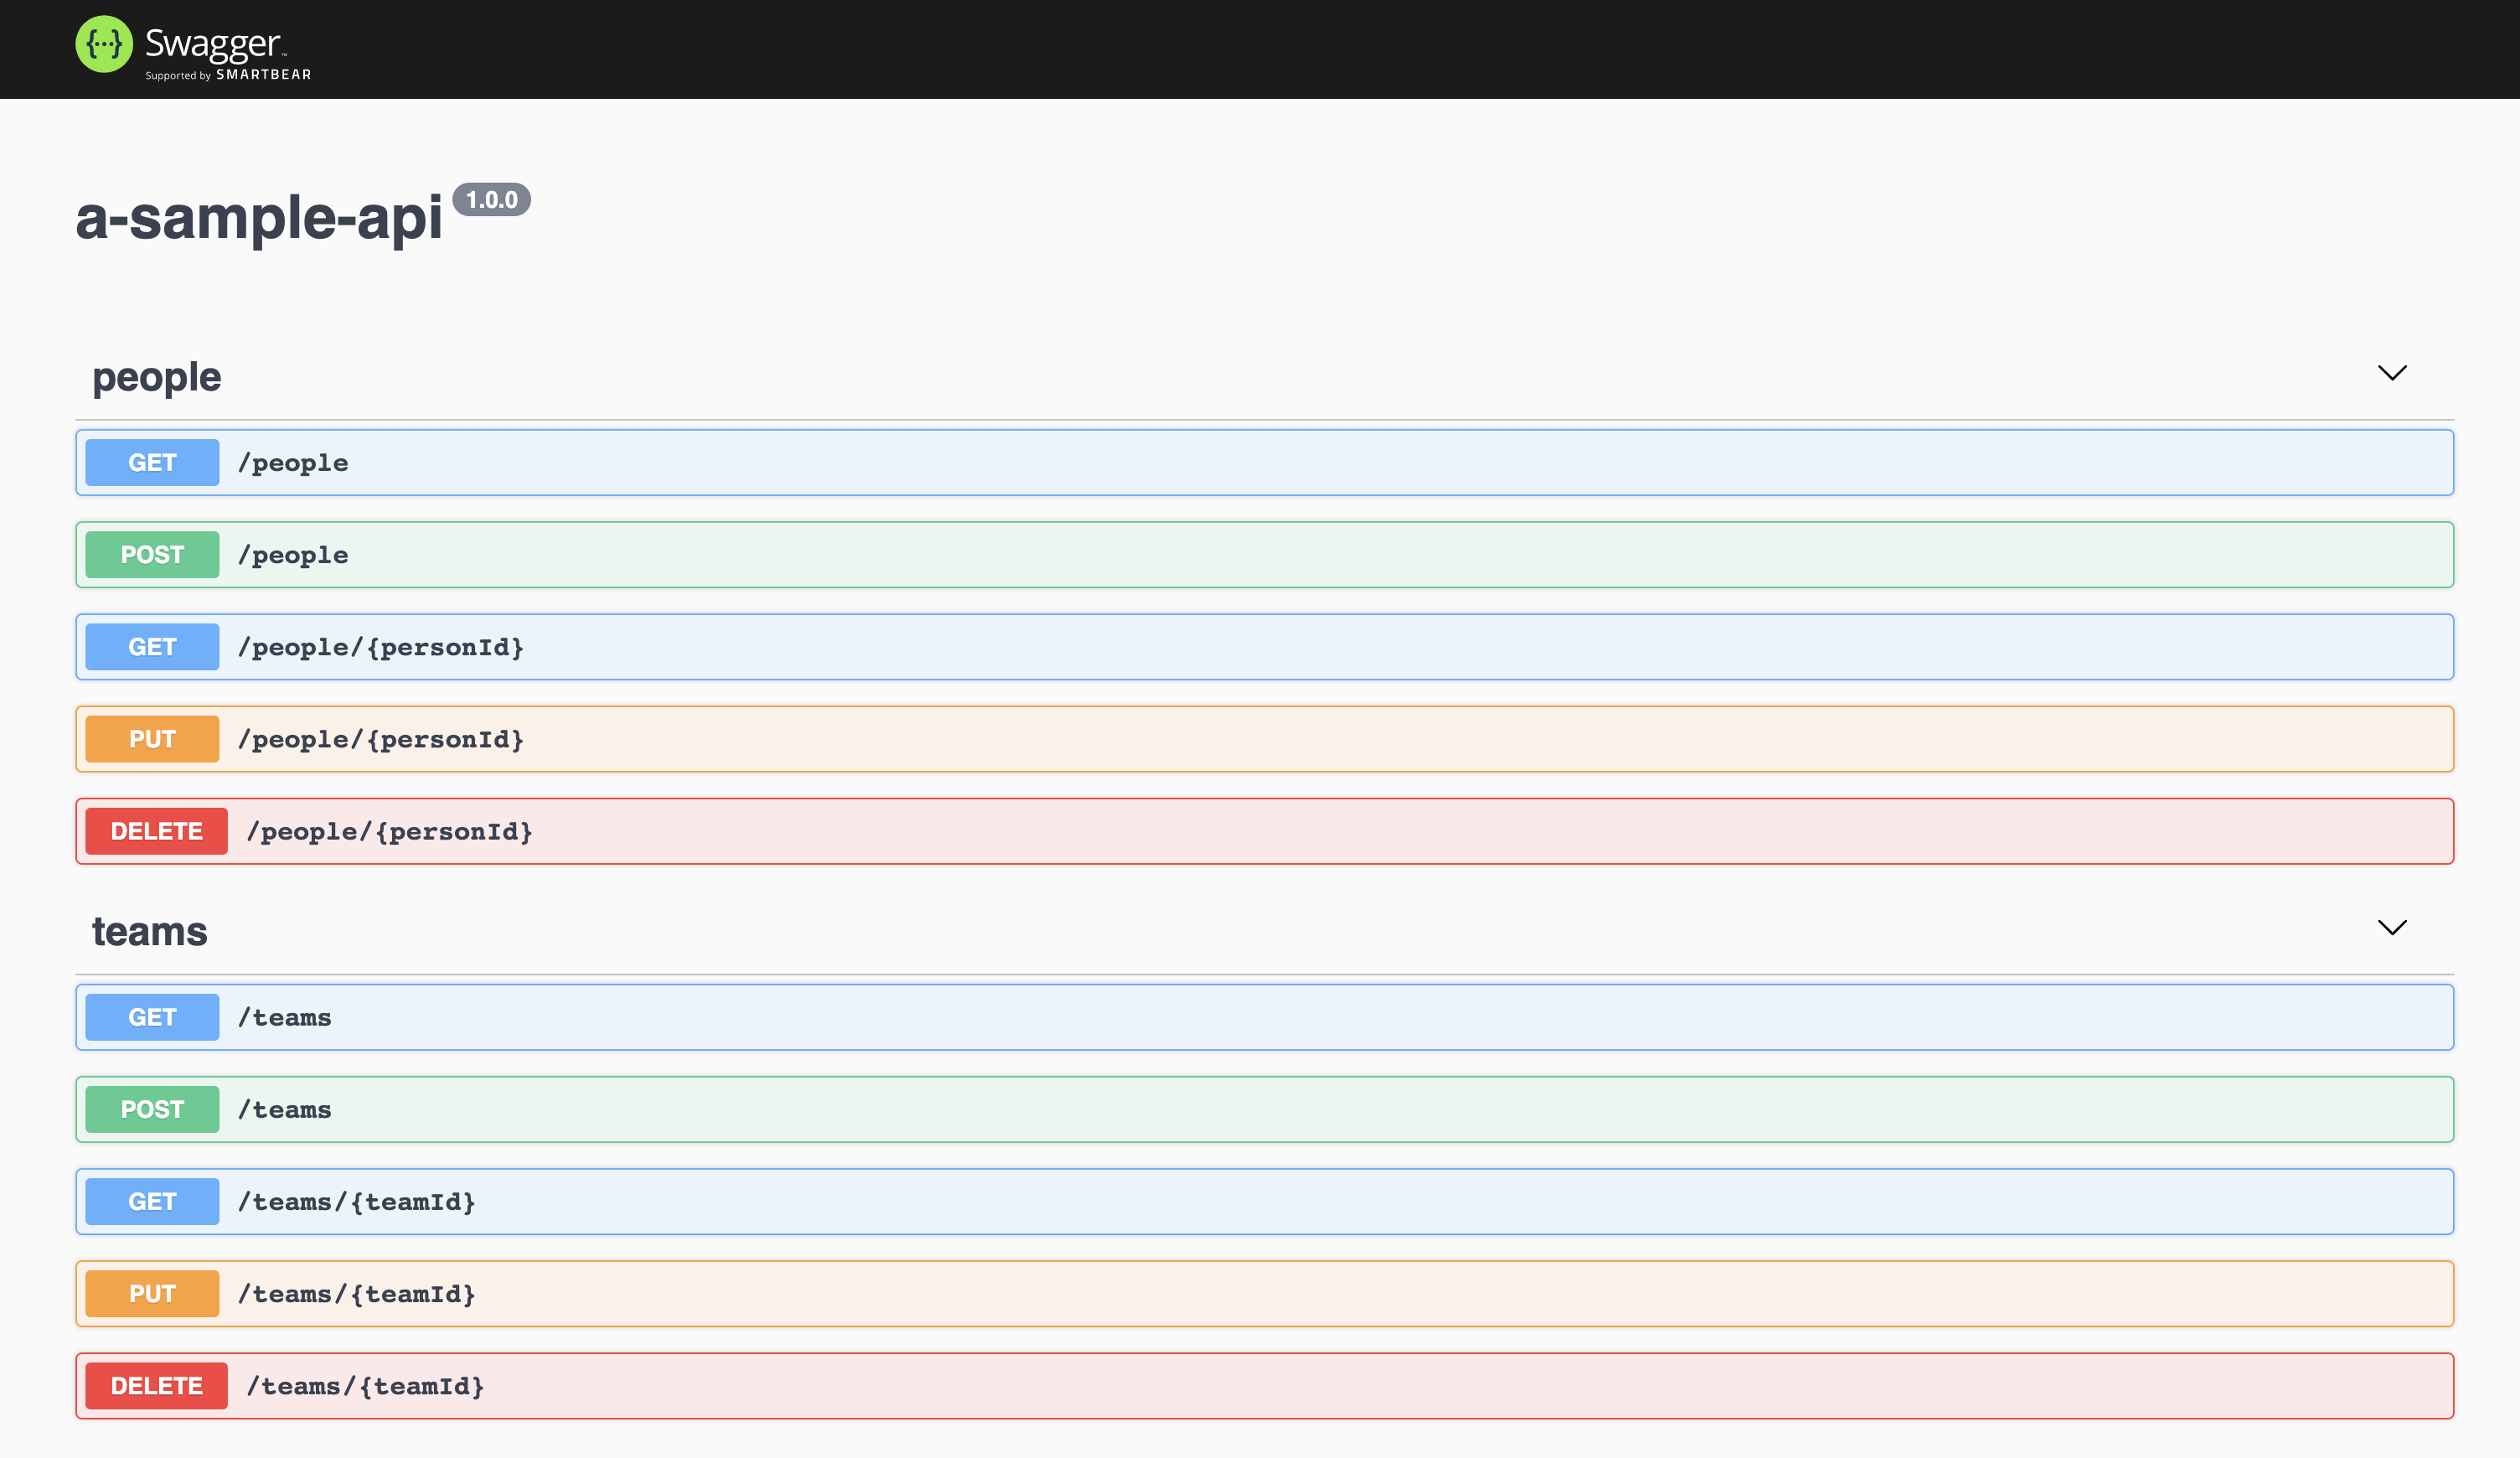 {···} Swagger™
Supported by SMARTBEAR
a-sample-api 1.0.0
people
GET /people
POST /people
GET /people/{personId}
PUT /people/{personId}
DELETE /people/{personId}
teams
GET /teams
POST /teams
GET /teams/{teamId}
PUT /teams/{teamId}
DELETE /teams/{teamId}